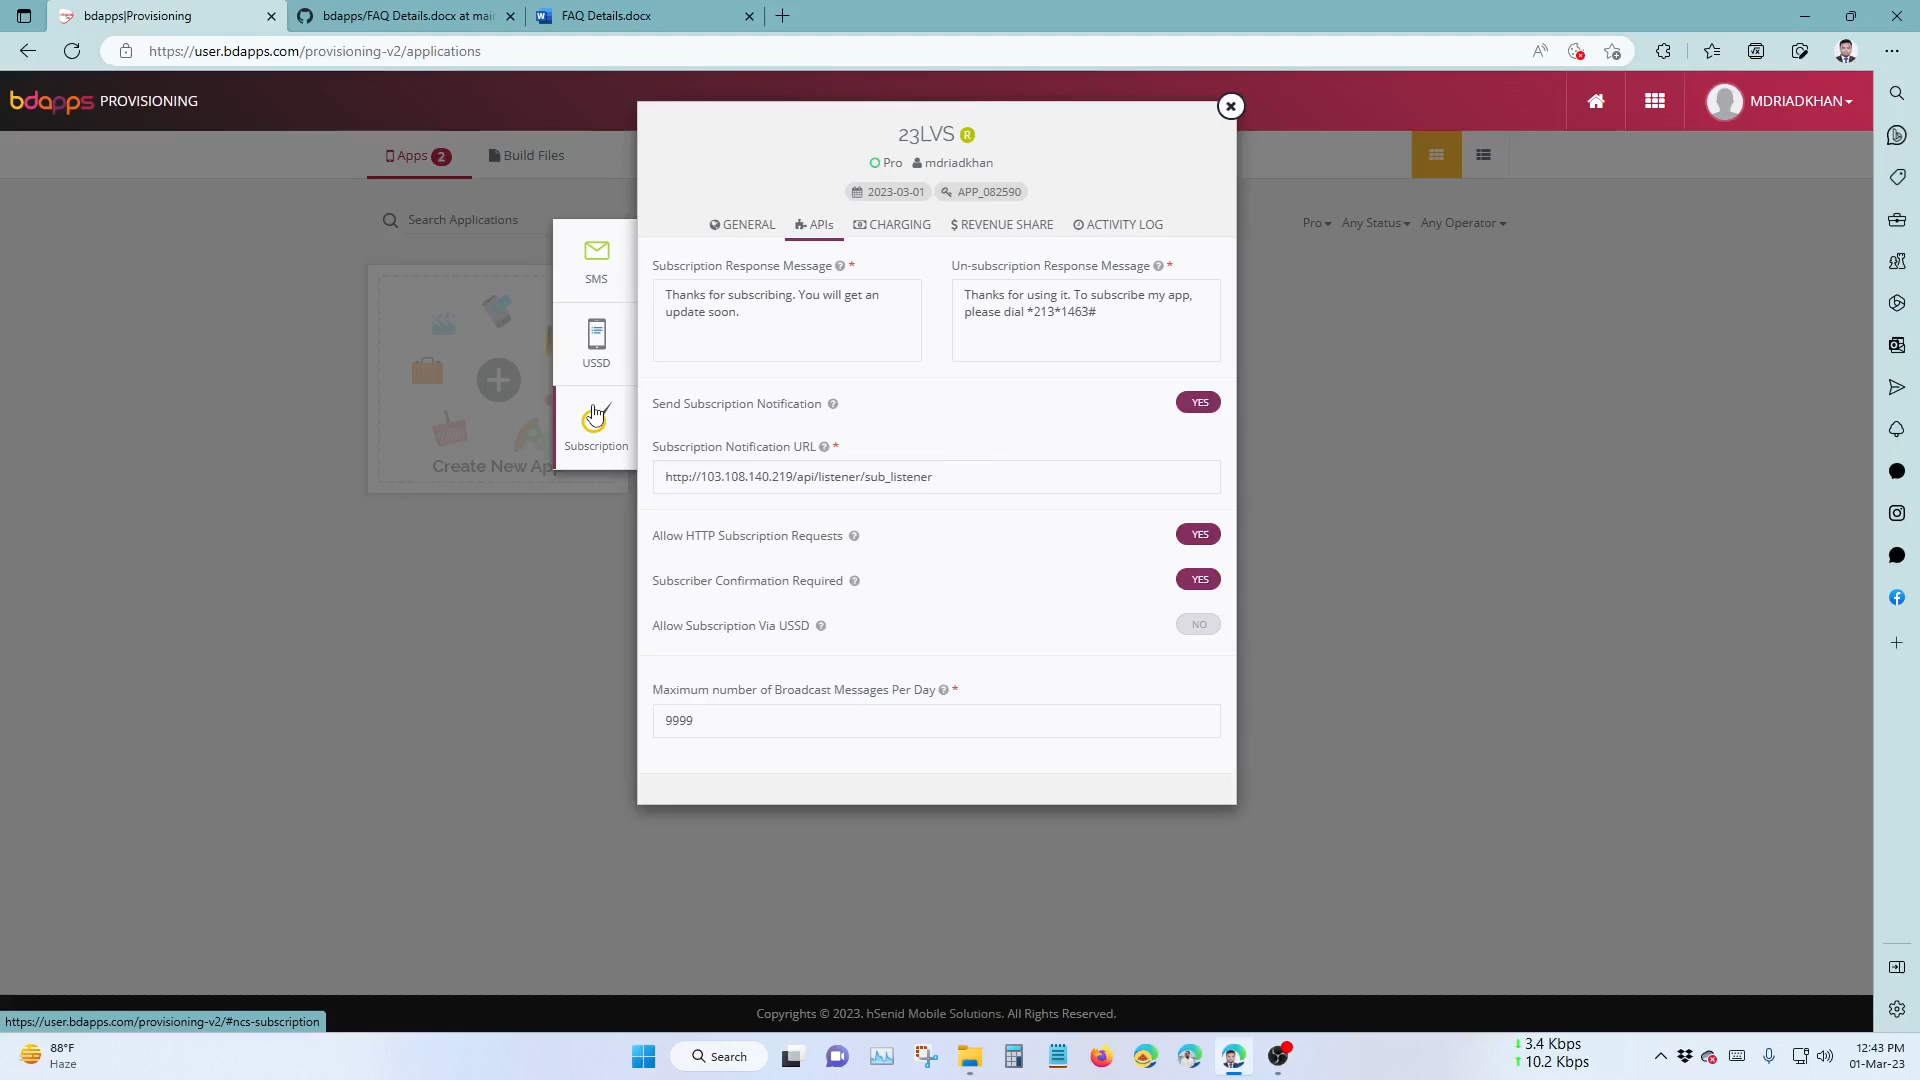 bdapps|Provisioning
bdapps/FAQ Details.docx at mai
FAQ Details.docx
https://user.bdapps.com/provisioning-v2/applications
bdapps PROVISIONING
MDRIADKHAN
Apps 2
Build Files
Search Applications
Pro
Any Status
Any Operator
Create New Ap
SMS
USSD
Subscription
23LVS R
Pro mdriadkhan
2023-03-01 APP_082590
GENERAL APIs CHARGING $ REVENUE SHARE ACTIVITY LOG
Subscription Response Message ? *
Thanks for subscribing. You will get an
update soon.
Un-subscription Response Message ? *
Thanks for using it. To subscribe my app,
please dial *213*1463#
Send Subscription Notification ? YES
Subscription Notification URL ? *
http://103.108.140.219/api/listener/sub_listener
Allow HTTP Subscription Requests ? YES
Subscriber Confirmation Required ? YES
Allow Subscription Via USSD ? NO
Maximum number of Broadcast Messages Per Day ? *
9999
Copyrights © 2023. hSenid Mobile Solutions. All Rights Reserved.
https://user.bdapps.com/provisioning-v2/#ncs-subscription
88°F
Haze
Search
3.4 Kbps
10.2 Kbps
12:43 PM
01-Mar-23